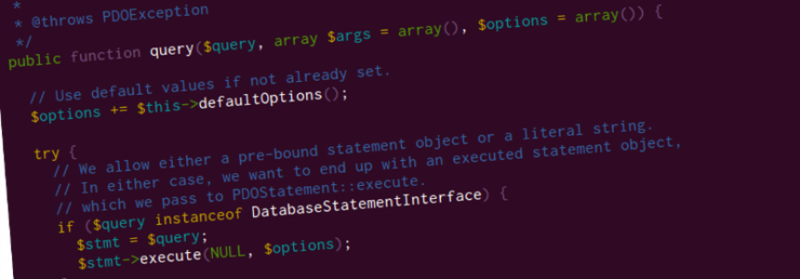 *
* @throws PDOException
*/
public function query($query, array $args = array(), $options = array()) {
// Use default values if not already set.
$options += $this->defaultOptions();
try {
// We allow either a pre-bound statement object or a literal string.
// In either case, we want to end up with an executed statement object,
// which we pass to PDOStatement::execute.
if ($query instanceof DatabaseStatementInterface) {
$stmt = $query;
$stmt->execute(NULL, $options);